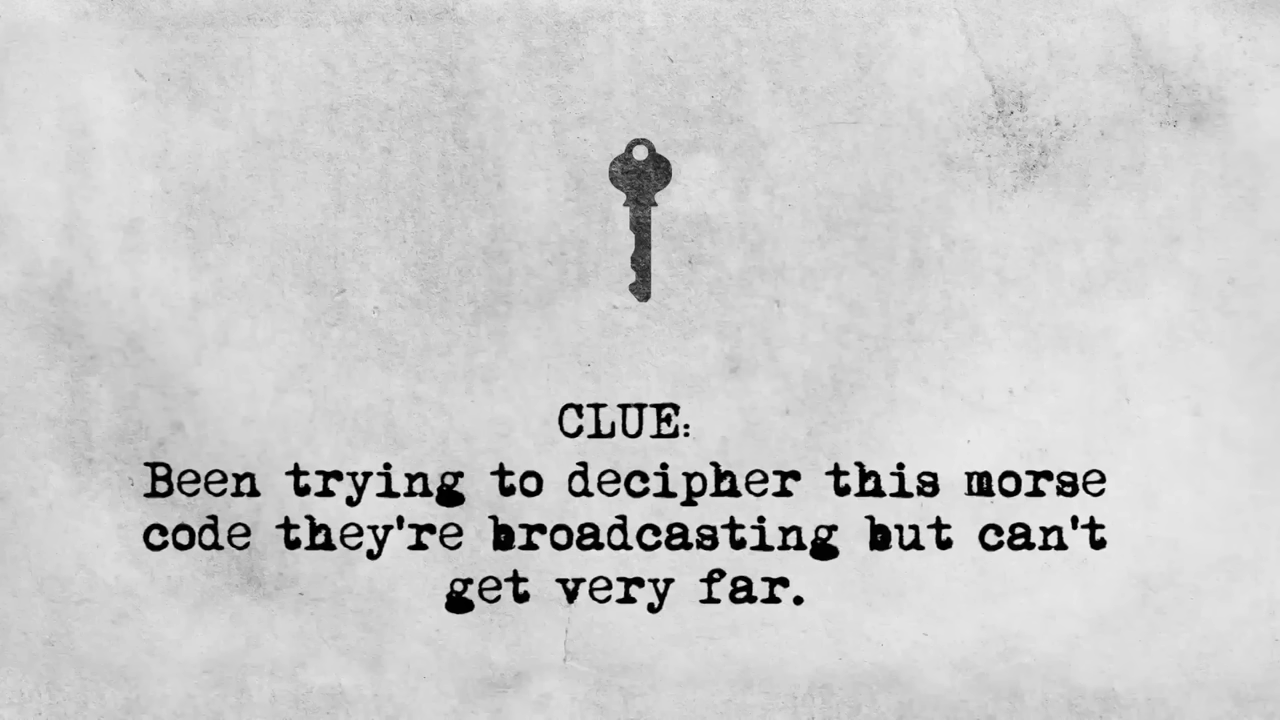 CLUE:
Been trying to decipher this morse
code they're broadcasting but can't
get very far.